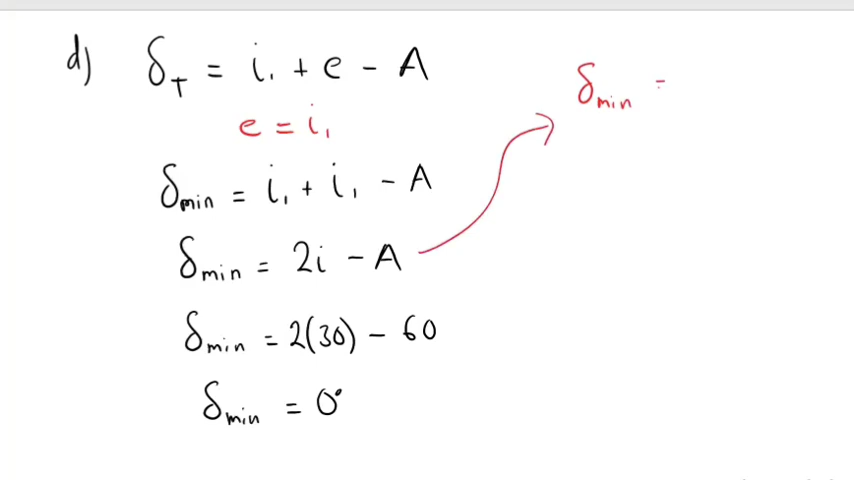 d) δT = i₁ + e - A
e = i₁
δmin = i₁ + i₁ - A
δmin = 2i - A
δmin = 2(30) - 60
δmin = 0°
δmin =